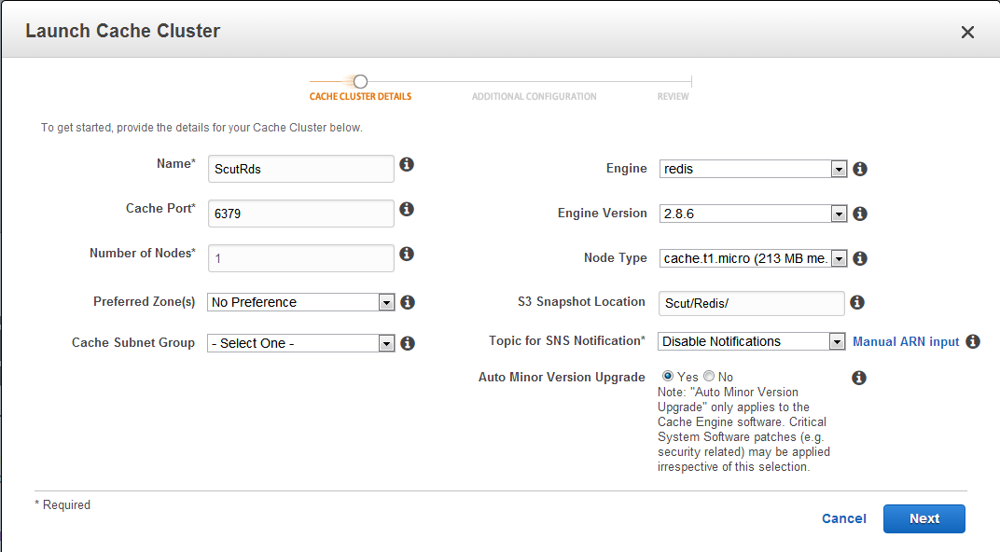 Launch Cache Cluster
CACHE CLUSTER DETAILS
ADDITIONAL CONFIGURATION
REVIEW
To get started, provide the details for your Cache Cluster below.
Name* ScutRds
Cache Port* 6379
Number of Nodes* 1
Preferred Zone(s) No Preference
Cache Subnet Group - Select One -
Engine redis
Engine Version 2.8.6
Node Type cache.t1.micro (213 MB me.
S3 Snapshot Location Scut/Redis/
Topic for SNS Notification* Disable Notifications Manual ARN input
Auto Minor Version Upgrade Yes No
Note: "Auto Minor Version
Upgrade" only applies to the
Cache Engine software. Critical
System Software patches (e.g.
security related) may be applied
irrespective of this selection.
* Required
Cancel Next